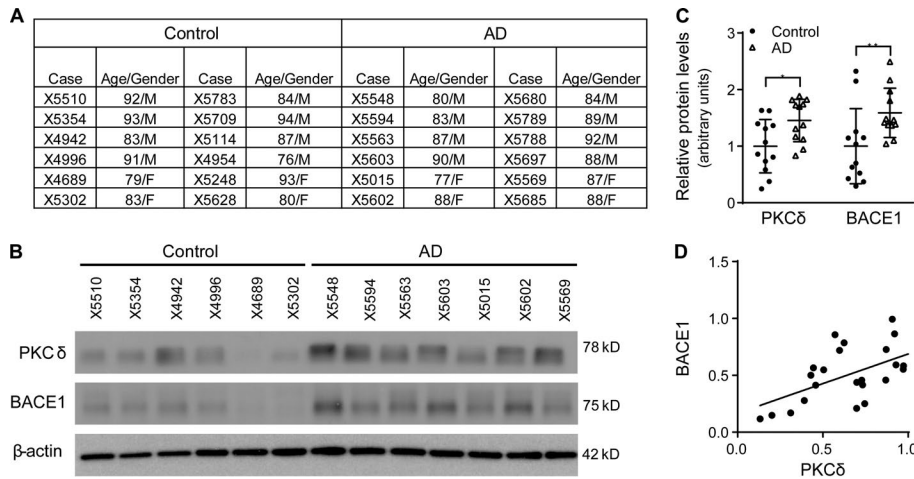 A
Control AD
Case Age/Gender Case Age/Gender Case Age/Gender Case Age/Gender
X5510 92/M X5783 84/M X5548 80/M X5680 84/M
X5354 93/M X5709 94/M X5594 83/M X5789 89/M
X4942 83/M X5114 87/M X5563 87/M X5788 92/M
X4996 91/M X4954 76/M X5603 90/M X5697 88/M
X4689 79/F X5248 93/F X5015 77/F X5569 87/F
X5302 83/F X5628 80/F X5602 88/F X5685 88/F
B
Control AD
X5510 X5354 X4942 X4996 X4689 X5302 X5548 X5594 X5563 X5603 X5015 X5602 X5569
PKCδ 78 kD
BACE1 75 kD
β-actin 42 kD
C
Relative protein levels
(arbitrary units)
3
2
1
0
Control
AD
*
**
PKCδ BACE1
D
BACE1
1.5
1.0
0.5
0.0
0.0 0.5 1.0
PKCδ